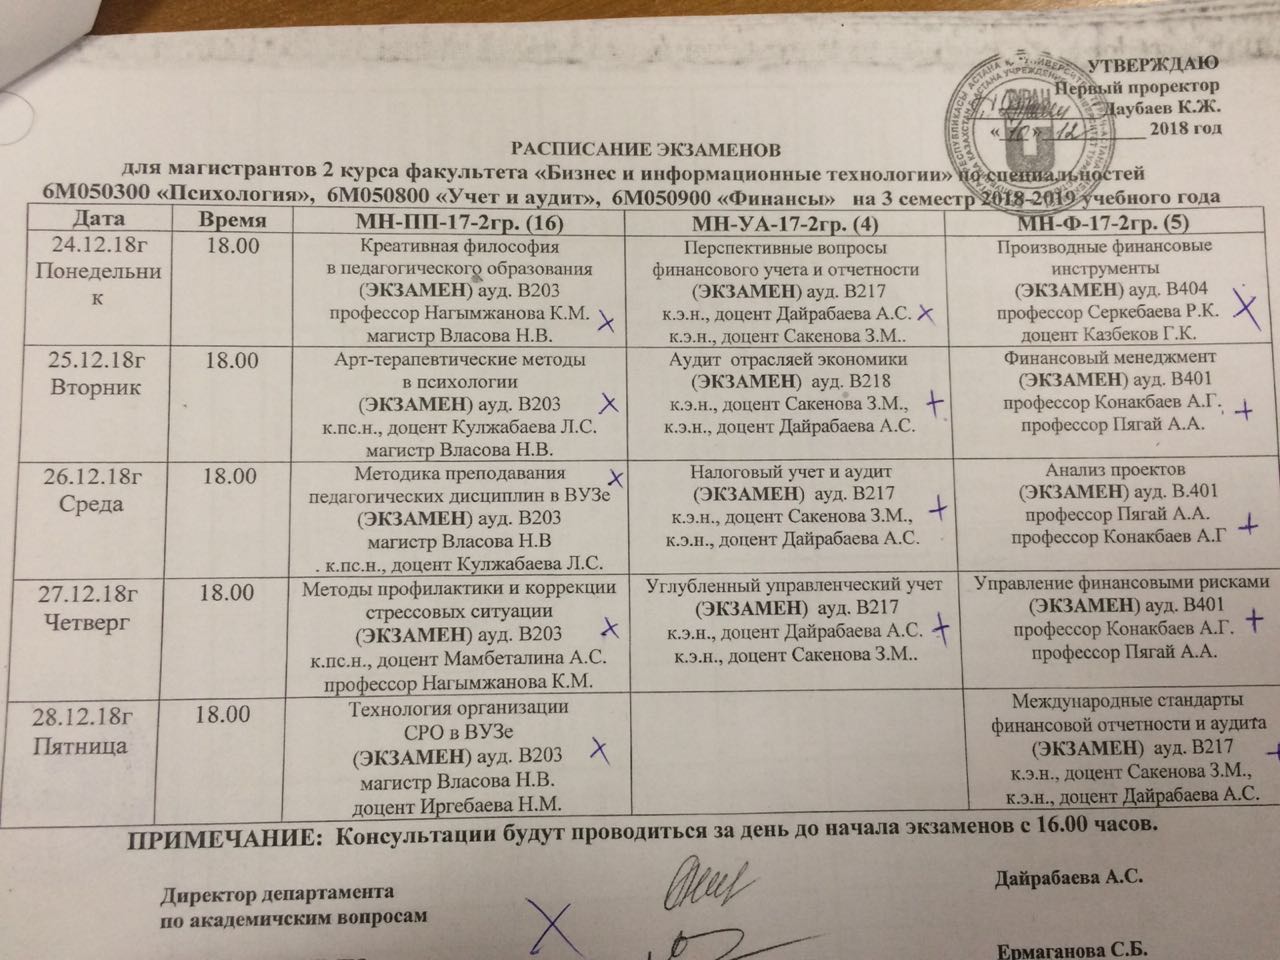 УТВЕРЖДАЮ
Первый проректор
Даубаев К.Ж.
«10» 12 2018 год
РАСПИСАНИЕ ЭКЗАМЕНОВ
для магистрантов 2 курса факультета «Бизнес и информационные технологии» по специальностей
6М050300 «Психология», 6М050800 «Учет и аудит», 6М050900 «Финансы» на 3 семестр 2018-2019 учебного года
Дата Время МН-ПП-17-2гр. (16) МН-УА-17-2гр. (4) МН-Ф-17-2гр. (5)
24.12.18г
Понедельни
к
18.00
Креативная философия
в педагогического образования
(ЭКЗАМЕН) ауд. В203
профессор Нагымжанова К.М.
магистр Власова Н.В.
Перспективные вопросы
финансового учета и отчетности
(ЭКЗАМЕН) ауд. В217
к.э.н., доцент Дайрабаева А.С.
к.э.н., доцент Сакенова З.М..
Производные финансовые
инструменты
(ЭКЗАМЕН) ауд. В404
профессор Серкебаева Р.К.
доцент Казбеков Г.К.
25.12.18г
Вторник
18.00
Арт-терапевтические методы
в психологии
(ЭКЗАМЕН) ауд. В203
к.пс.н., доцент Кулжабаева Л.С.
магистр Власова Н.В.
Аудит отрасляей экономики
(ЭКЗАМЕН) ауд. В218
к.э.н., доцент Сакенова З.М.,
к.э.н., доцент Дайрабаева А.С.
Финансовый менеджмент
(ЭКЗАМЕН) ауд. В401
профессор Конакбаев А.Г.
профессор Пягай А.А.
26.12.18г
Среда
18.00
Методика преподавания
педагогических дисциплин в ВУЗе
(ЭКЗАМЕН) ауд. В203
магистр Власова Н.В
. к.пс.н., доцент Кулжабаева Л.С.
Налоговый учет и аудит
(ЭКЗАМЕН) ауд. В217
к.э.н., доцент Сакенова З.М.,
к.э.н., доцент Дайрабаева А.С.
Анализ проектов
(ЭКЗАМЕН) ауд. В.401
профессор Пягай А.А.
профессор Конакбаев А.Г
27.12.18г
Четверг
18.00
Методы профилактики и коррекции
стрессовых ситуации
(ЭКЗАМЕН) ауд. В203
к.пс.н., доцент Мамбеталина А.С.
профессор Нагымжанова К.М.
Углубленный управленческий учет
(ЭКЗАМЕН) ауд. В217
к.э.н., доцент Дайрабаева А.С.
к.э.н., доцент Сакенова З.М..
Управление финансовыми рисками
(ЭКЗАМЕН) ауд. В401
профессор Конакбаев А.Г.
профессор Пягай А.А.
28.12.18г
Пятница
18.00
Технология организации
СРО в ВУЗе
(ЭКЗАМЕН) ауд. В203
магистр Власова Н.В.
доцент Иргебаева Н.М.
Международные стандарты
финансовой отчетности и аудита
(ЭКЗАМЕН) ауд. В217
к.э.н., доцент Сакенова З.М.,
к.э.н., доцент Дайрабаева А.С.
ПРИМЕЧАНИЕ: Консультации будут проводиться за день до начала экзаменов с 16.00 часов.
Директор департамента
по академичским вопросам
Дайрабаева А.С.
Ермаганова С.Б.